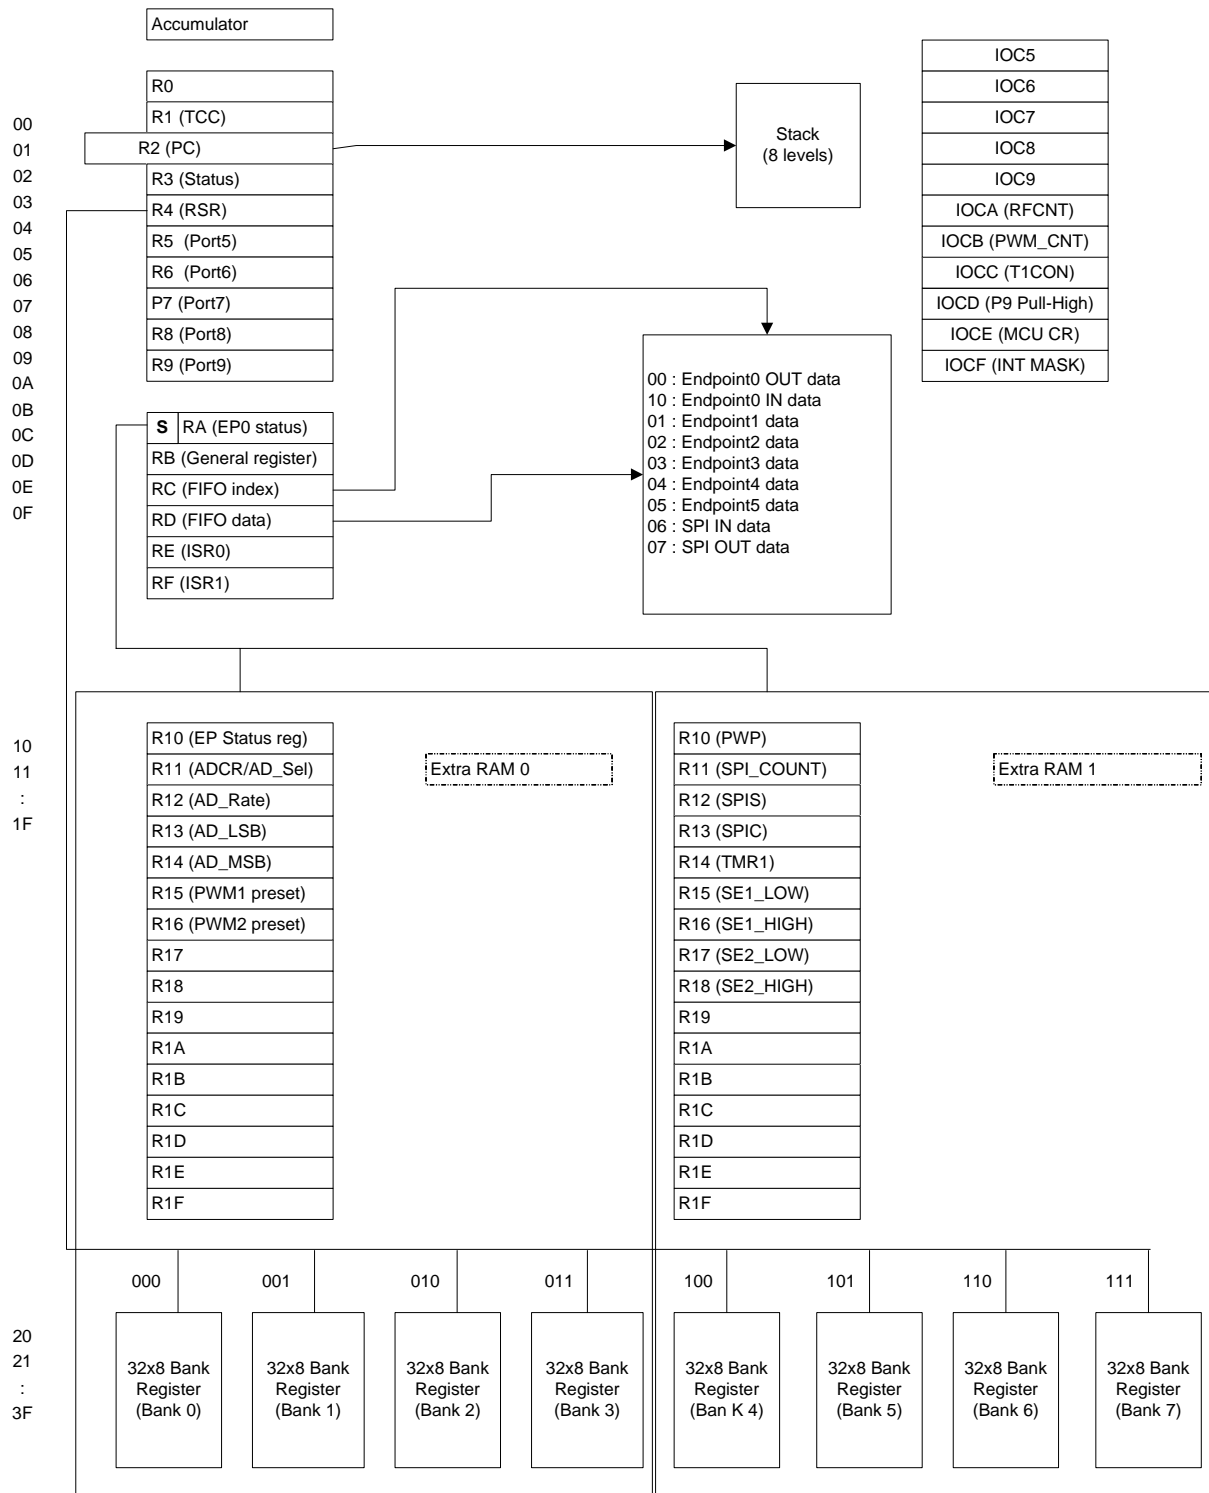 Accumulator
R0
R1 (TCC)
R2 (PC)
R3 (Status)
R4 (RSR)
R5  (Port5)
R6  (Port6)
P7 (Port7)
R8 (Port8)
R9 (Port9)
00
01
02
03
04
05
06
07
08
09
0A
0B
0C
0D
0E
0F
Stack
(8 levels)
IOC5
IOC6
IOC7
IOC8
IOC9
IOCA (RFCNT)
IOCB (PWM_CNT)
IOCC (T1CON)
IOCD (P9 Pull-High)
IOCE (MCU CR)
IOCF (INT MASK)
S RA (EP0 status)
RB (General register)
RC (FIFO index)
RD (FIFO data)
RE (ISR0)
RF (ISR1)
00 : Endpoint0 OUT data
10 : Endpoint0 IN data
01 : Endpoint1 data
02 : Endpoint2 data
03 : Endpoint3 data
04 : Endpoint4 data
05 : Endpoint5 data
06 : SPI IN data
07 : SPI OUT data
10
11
:
1F
R10 (EP Status reg)
R11 (ADCR/AD_Sel)
R12 (AD_Rate)
R13 (AD_LSB)
R14 (AD_MSB)
R15 (PWM1 preset)
R16 (PWM2 preset)
R17
R18
R19
R1A
R1B
R1C
R1D
R1E
R1F
Extra RAM 0
R10 (PWP)
R11 (SPI_COUNT)
R12 (SPIS)
R13 (SPIC)
R14 (TMR1)
R15 (SE1_LOW)
R16 (SE1_HIGH)
R17 (SE2_LOW)
R18 (SE2_HIGH)
R19
R1A
R1B
R1C
R1D
R1E
R1F
Extra RAM 1
000
001
010
011
100
101
110
111
20
21
:
3F
32x8 Bank
Register
(Bank 0)
32x8 Bank
Register
(Bank 1)
32x8 Bank
Register
(Bank 2)
32x8 Bank
Register
(Bank 3)
32x8 Bank
Register
(Ban K 4)
32x8 Bank
Register
(Bank 5)
32x8 Bank
Register
(Bank 6)
32x8 Bank
Register
(Bank 7)